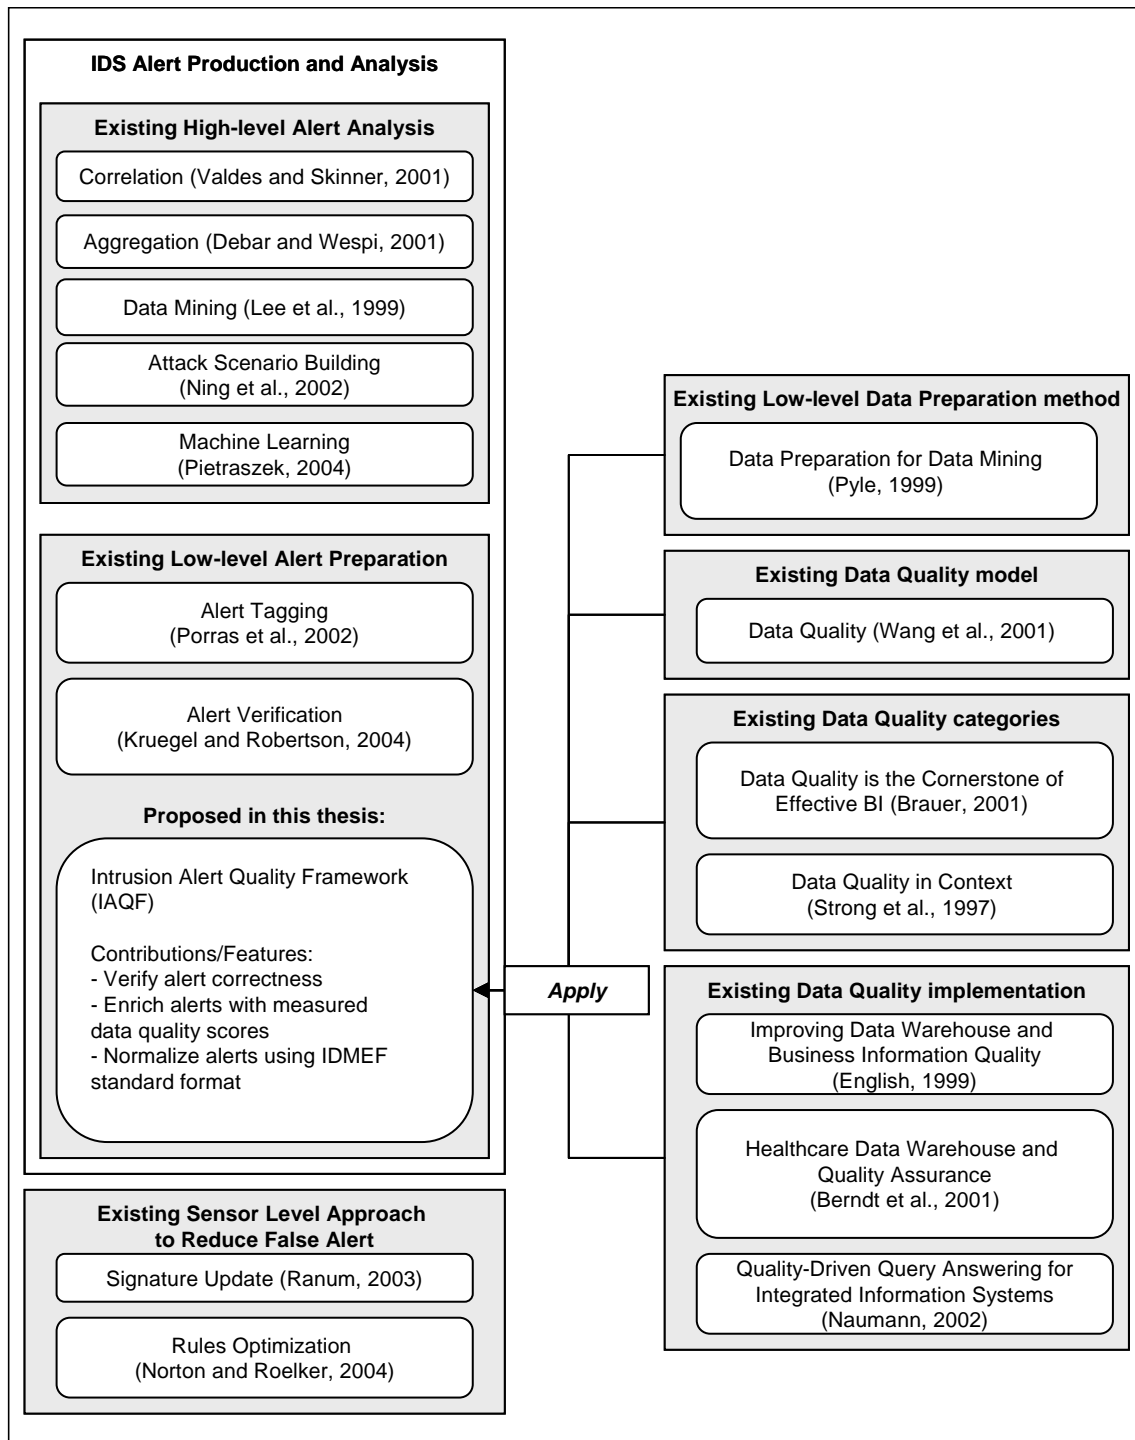 IDS Alert Production and Analysis
Existing High-level Alert Analysis
Correlation (Valdes and Skinner, 2001)
Aggregation (Debar and Wespi, 2001)
Data Mining (Lee et al., 1999)
Attack Scenario Building
(Ning et al., 2002)
Machine Learning
(Pietraszek, 2004)
Existing Low-level Alert Preparation
Alert Tagging
(Porras et al., 2002)
Alert Verification
(Kruegel and Robertson, 2004)
Proposed in this thesis:
Intrusion Alert Quality Framework
(IAQF)
Contributions/Features:
- Verify alert correctness
- Enrich alerts with measured
data quality scores
- Normalize alerts using IDMEF
standard format
Existing Sensor Level Approach
to Reduce False Alert
Signature Update (Ranum, 2003)
Rules Optimization
(Norton and Roelker, 2004)
Apply
Existing Low-level Data Preparation method
Data Preparation for Data Mining
(Pyle, 1999)
Existing Data Quality model
Data Quality (Wang et al., 2001)
Existing Data Quality categories
Data Quality is the Cornerstone of
Effective BI (Brauer, 2001)
Data Quality in Context
(Strong et al., 1997)
Existing Data Quality implementation
Improving Data Warehouse and
Business Information Quality
(English, 1999)
Healthcare Data Warehouse and
Quality Assurance
(Berndt et al., 2001)
Quality-Driven Query Answering for
Integrated Information Systems
(Naumann, 2002)